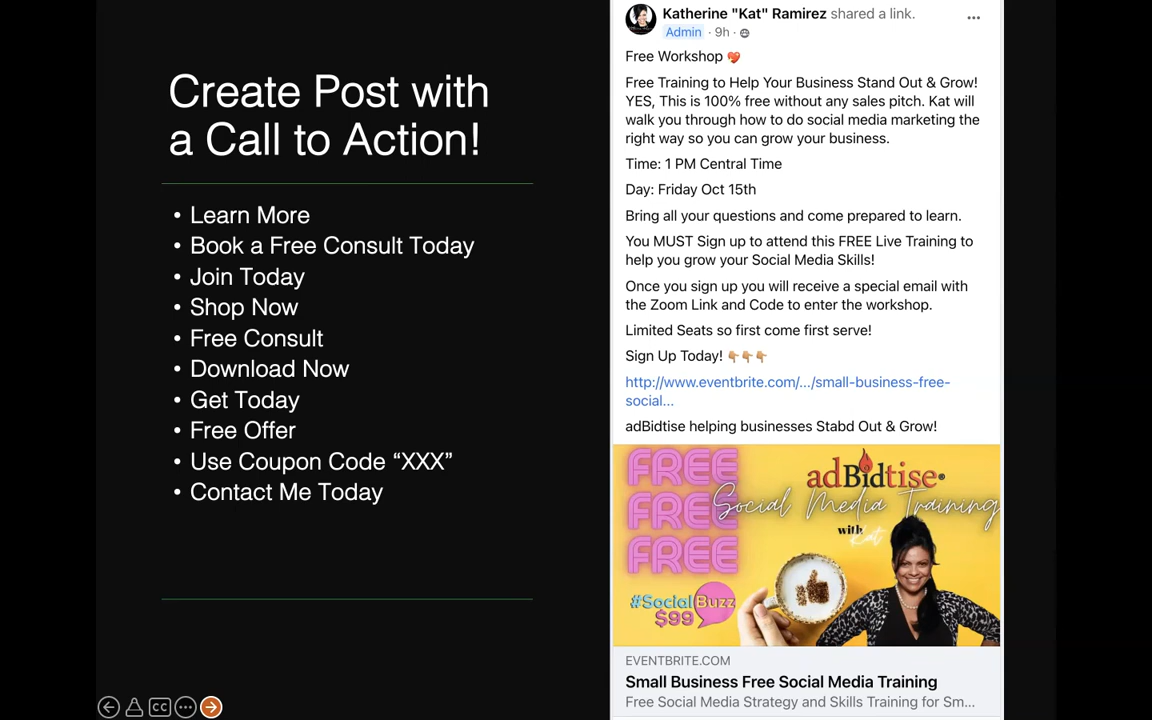 Create Post with
a Call to Action!
• Learn More
• Book a Free Consult Today
• Join Today
• Shop Now
• Free Consult
• Download Now
• Get Today
• Free Offer
• Use Coupon Code “XXX”
• Contact Me Today
CC
Katherine "Kat" Ramirez shared a link.
Admin · 9h ·
Free Workshop 💖
Free Training to Help Your Business Stand Out & Grow!
YES, This is 100% free without any sales pitch. Kat will
walk you through how to do social media marketing the
right way so you can grow your business.
Time: 1 PM Central Time
Day: Friday Oct 15th
Bring all your questions and come prepared to learn.
You MUST Sign up to attend this FREE Live Training to
help you grow your Social Media Skills!
Once you sign up you will receive a special email with
the Zoom Link and Code to enter the workshop.
Limited Seats so first come first serve!
Sign Up Today! 👇🏽👇🏽👇🏽
http://www.eventbrite.com/.../small-business-free-
social...
adBidtise helping businesses Stabd Out & Grow!
FREE
FREE
FREE
adBidtise®
Social Media Training
with
Kat
#SocialBuzz
$99
EVENTBRITE.COM
Small Business Free Social Media Training
Free Social Media Strategy and Skills Training for Sm...